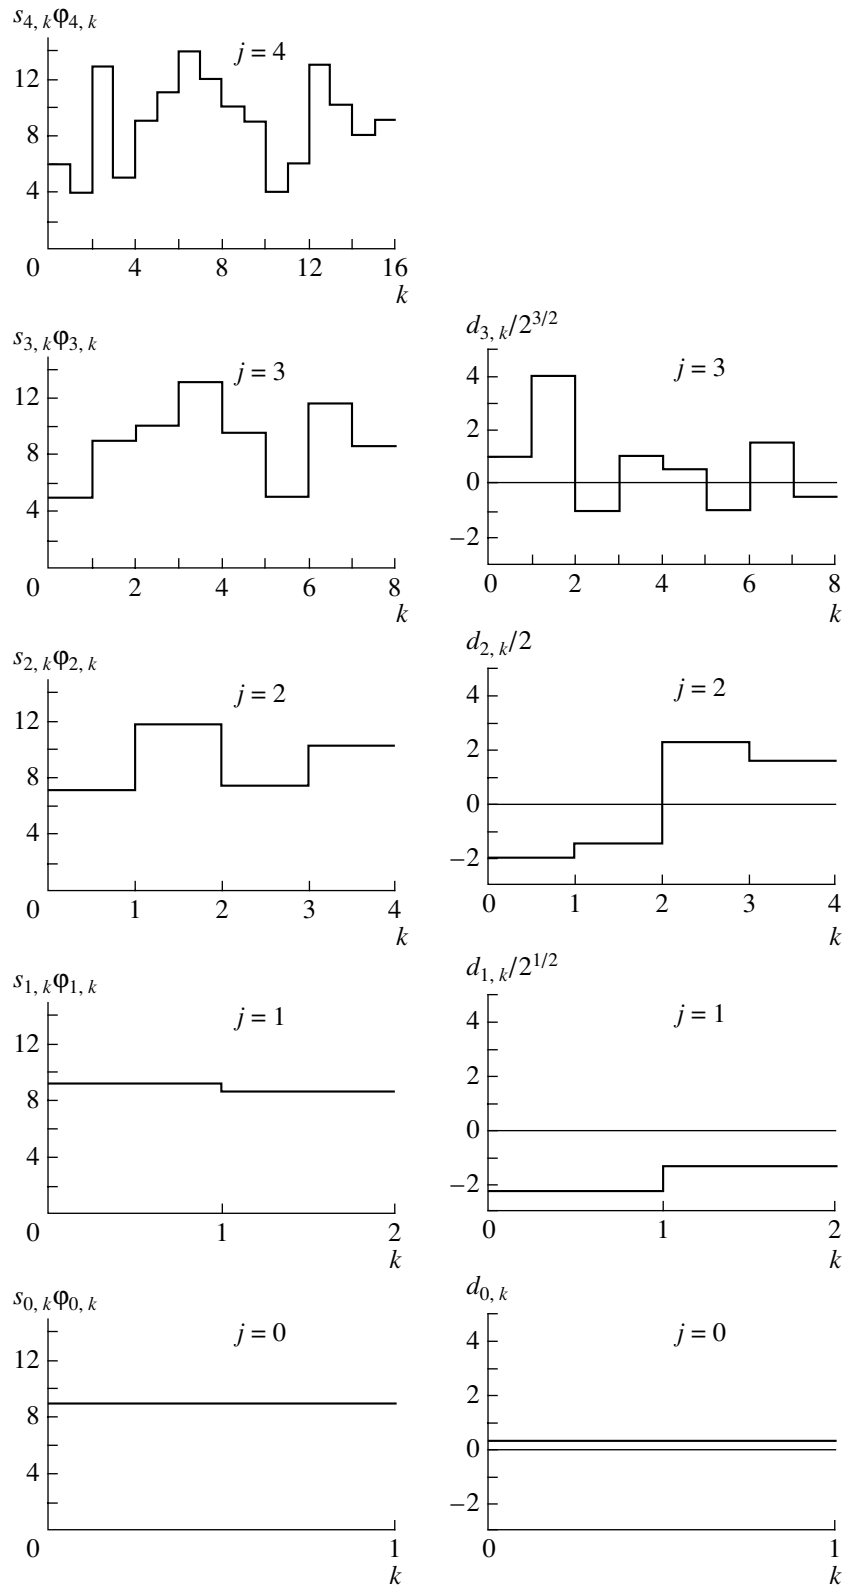 s4, kφ4, k
j = 4
12
8
4
0 4 8 12 16
k
s3, kφ3, k
j = 3
12
8
4
0 2 4 6 8
k
d3, k/2^3/2
j = 3
4
2
0
−2
0 2 4 6 8
k
s2, kφ2, k
j = 2
12
8
4
0 1 2 3 4
k
d2, k/2
j = 2
4
2
0
−2
0 1 2 3 4
k
s1, kφ1, k
j = 1
12
8
4
0 1 2
k
d1, k/2^1/2
j = 1
4
2
0
−2
0 1 2
k
s0, kφ0, k
j = 0
12
8
4
0 1
k
d0, k
j = 0
4
2
0
−2
0 1
k